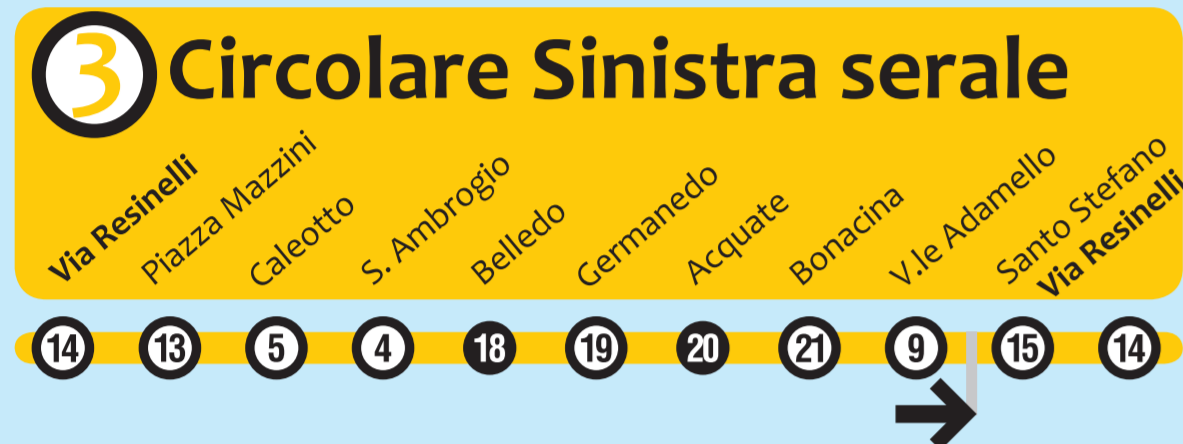 3 Circolare Sinistra serale
Via Resinelli
Piazza Mazzini
Caleotto
S. Ambrogio
Belledo
Germanedo
Acquate
Bonacina
V.le Adamello
Santo Stefano
Via Resinelli
14 13 5 4 18 19 20 21 9 15 14